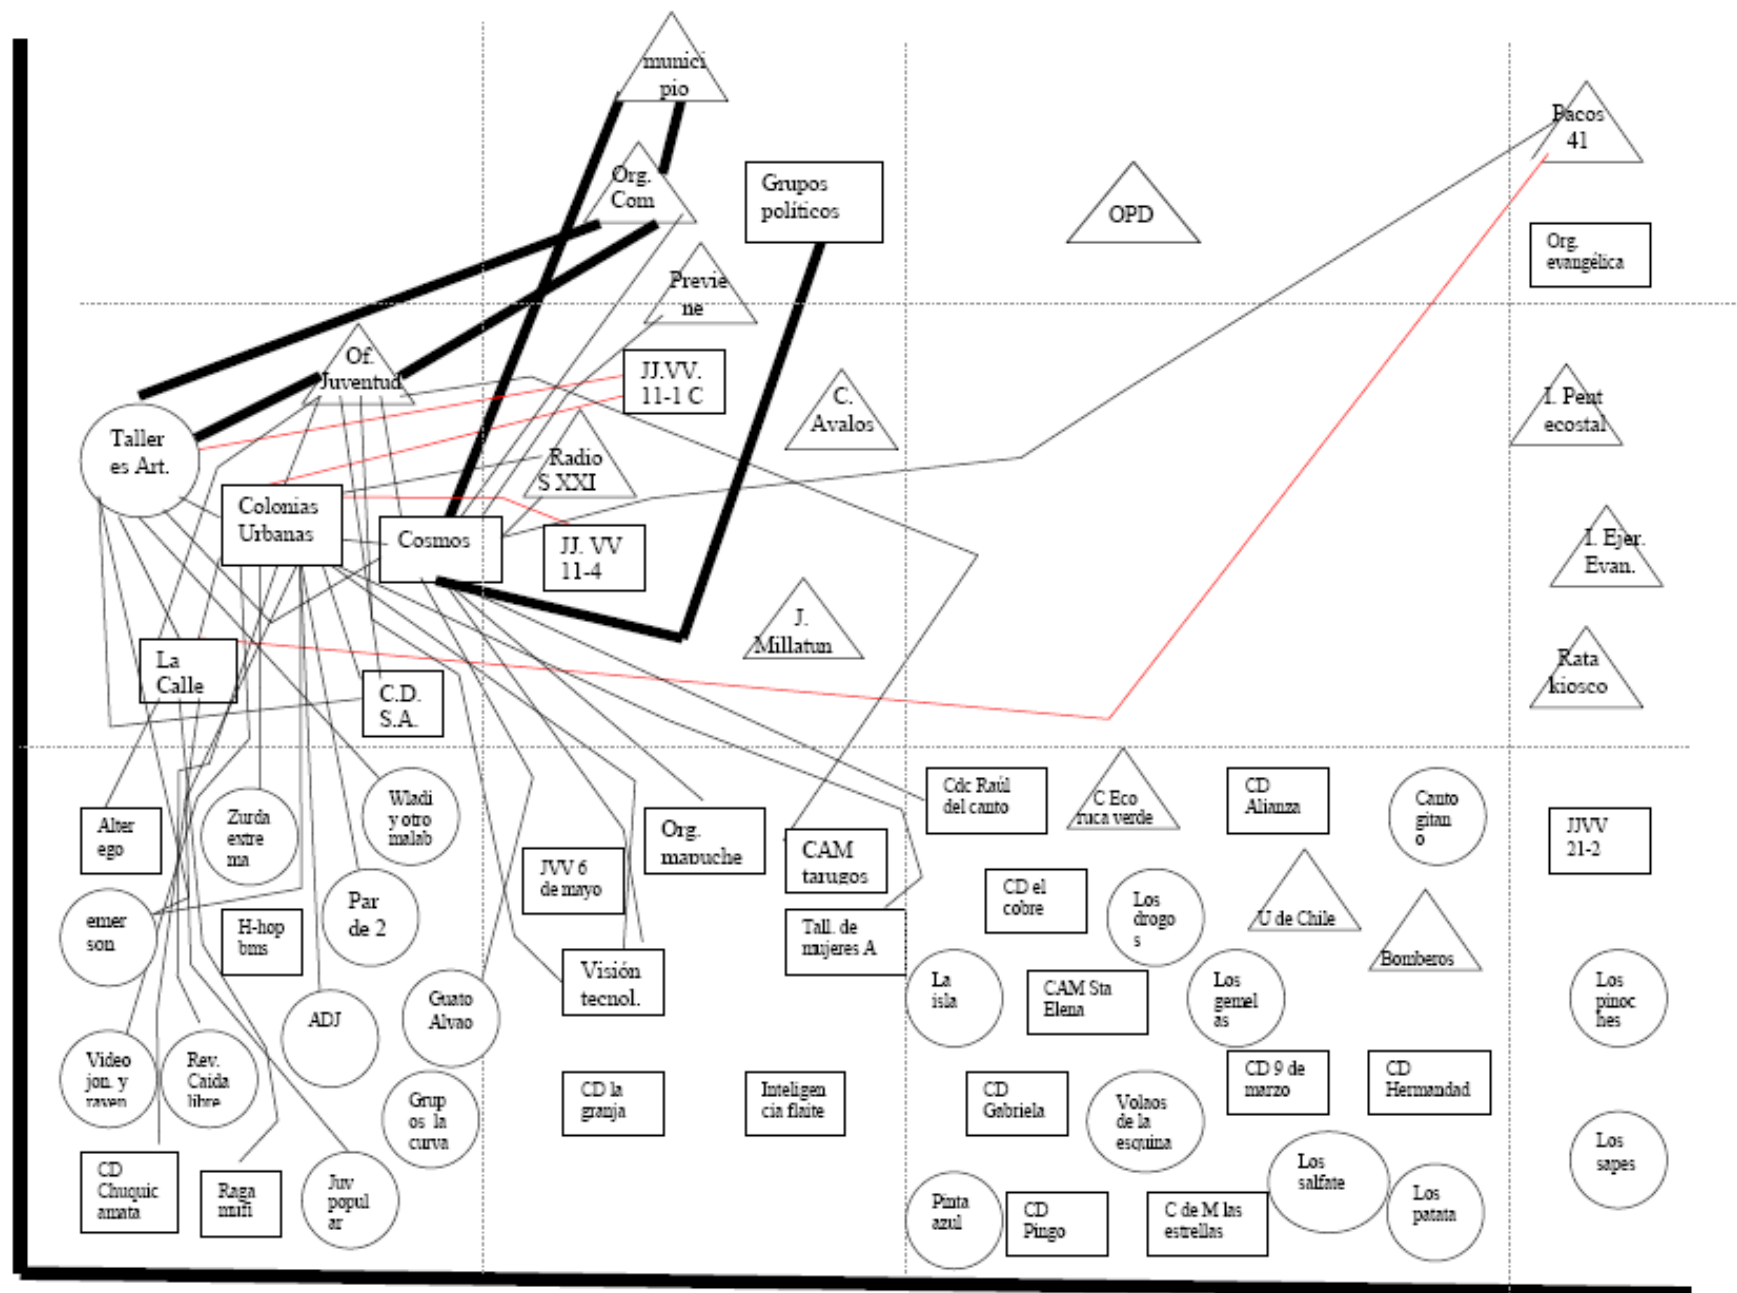 munici
pio
Pacos
41
Org.
Com
Grupos
políticos
OPD
Org.
evangélica
Previe
ne
Of.
Juventud
JJ.VV.
11-1 C
C.
Avalos
I. Pent
ecostal
Taller
es Art.
Radio
S XXI
Colonias
Urbanas
Cosmos
JJ. VV
11-4
I. Ejer.
Evan.
J.
Millatun
La
Calle
C.D.
S.A.
Rata
kiosco
Alter
ego
Zurda
extre
ma
Wladi
y otro
malab
JVV 6
de mayo
Org.
mapuche
CAM
tarugos
Cdc Raúl
del canto
C Eco
ruca verde
CD
Alianza
Canto
gitan
o
JJVV
21-2
emer
son
H-hop
bms
Par
de 2
Tall. de
mujeres A
CD el
cobre
Los
drogo
s
U de Chile
Bomberos
Visión
tecnol.
La
isla
CAM Sta
Elena
Los
gemel
as
Los
pinoc
hes
ADJ
Guato
Alvao
Video
jon. y
raven
Rev.
Caida
libre
Grup
os la
curva
CD la
granja
Inteligen
cia flaite
CD
Gabriela
Volaos
de la
esquina
CD 9 de
marzo
CD
Hermandad
CD
Chuquic
amata
Raga
mufi
Juv
popul
ar
Pinta
azul
CD
Pingo
C de M las
estrellas
Los
salfate
Los
patata
Los
sapes